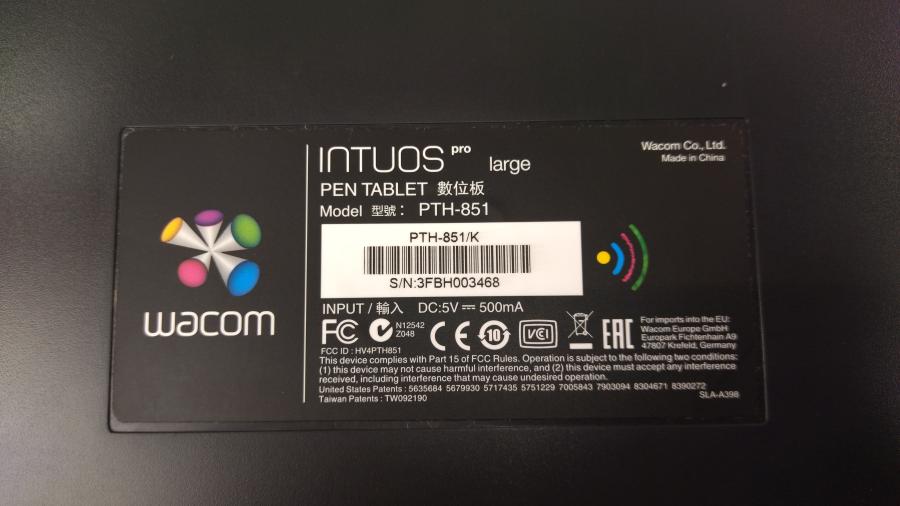 wacom
INTUOS pro large
PEN TABLET 數位板
Model 型號： PTH-851
Wacom Co., Ltd.
Made in China
PTH-851/K
S/N:3FBH003468
INPUT / 輸入 DC:5V ⎓ 500mA
FC
N12542
Z048
CE
10
VCI
EAC
For imports into the EU:
Wacom Europe GmbH
Europark Fichtenhain A9
47807 Krefeld, Germany
FCC ID : HV4PTH851
This device complies with Part 15 of FCC Rules. Operation is subject to the following two conditions:
(1) this device may not cause harmful interference, and (2) this device must accept any interference
received, including interference that may cause undesired operation.
United States Patents : 5635684 5679930 5717435 5751229 7005843 7903094 8304671 8390272
Taiwan Patents : TW092190
SLA-A398